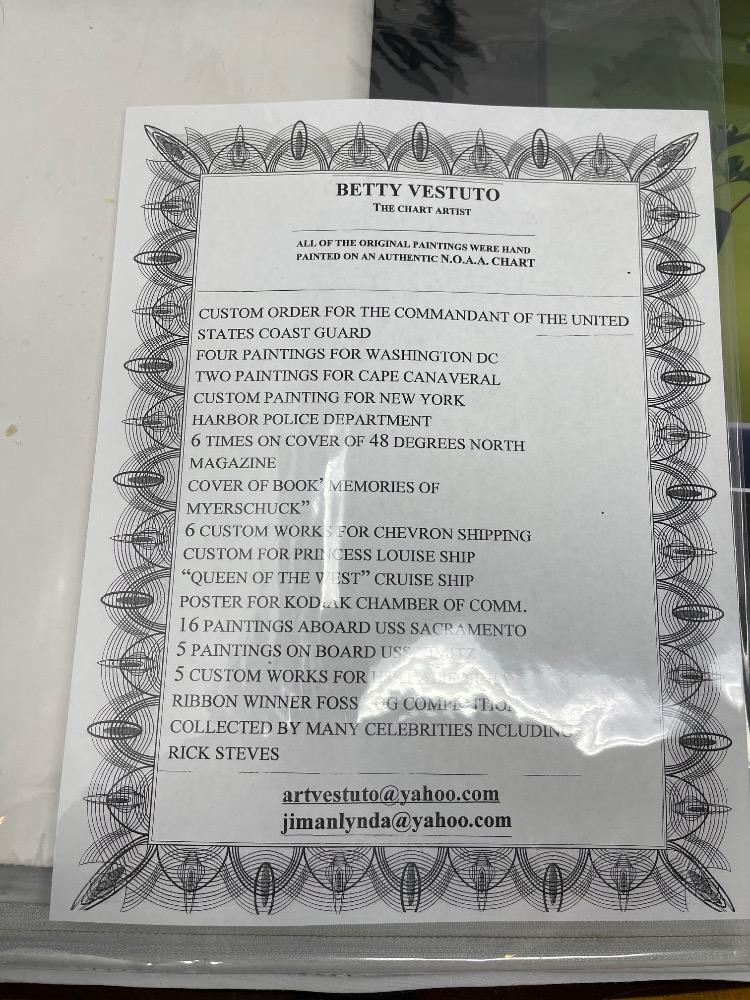 BETTY VESTUTO
THE CHART ARTIST
ALL OF THE ORIGINAL PAINTINGS WERE HAND
PAINTED ON AN AUTHENTIC N.O.A.A. CHART
CUSTOM ORDER FOR THE COMMANDANT OF THE UNITED
STATES COAST GUARD
FOUR PAINTINGS FOR WASHINGTON DC
TWO PAINTINGS FOR CAPE CANAVERAL
CUSTOM PAINTING FOR NEW YORK
HARBOR POLICE DEPARTMENT
6 TIMES ON COVER OF 48 DEGREES NORTH
MAGAZINE
COVER OF BOOK' MEMORIES OF
MYERSCHUCK”
6 CUSTOM WORKS FOR CHEVRON SHIPPING
CUSTOM FOR PRINCESS LOUISE SHIP
“QUEEN OF THE WEST” CRUISE SHIP
POSTER FOR KODIAK CHAMBER OF COMM.
16 PAINTINGS ABOARD USS SACRAMENTO
5 PAINTINGS ON BOARD USS
5 CUSTOM WORKS FOR
RIBBON WINNER FOSS COMPETITION
COLLECTED BY MANY CELEBRITIES INCLUDING
RICK STEVES
artvestuto@yahoo.com
jimanlynda@yahoo.com